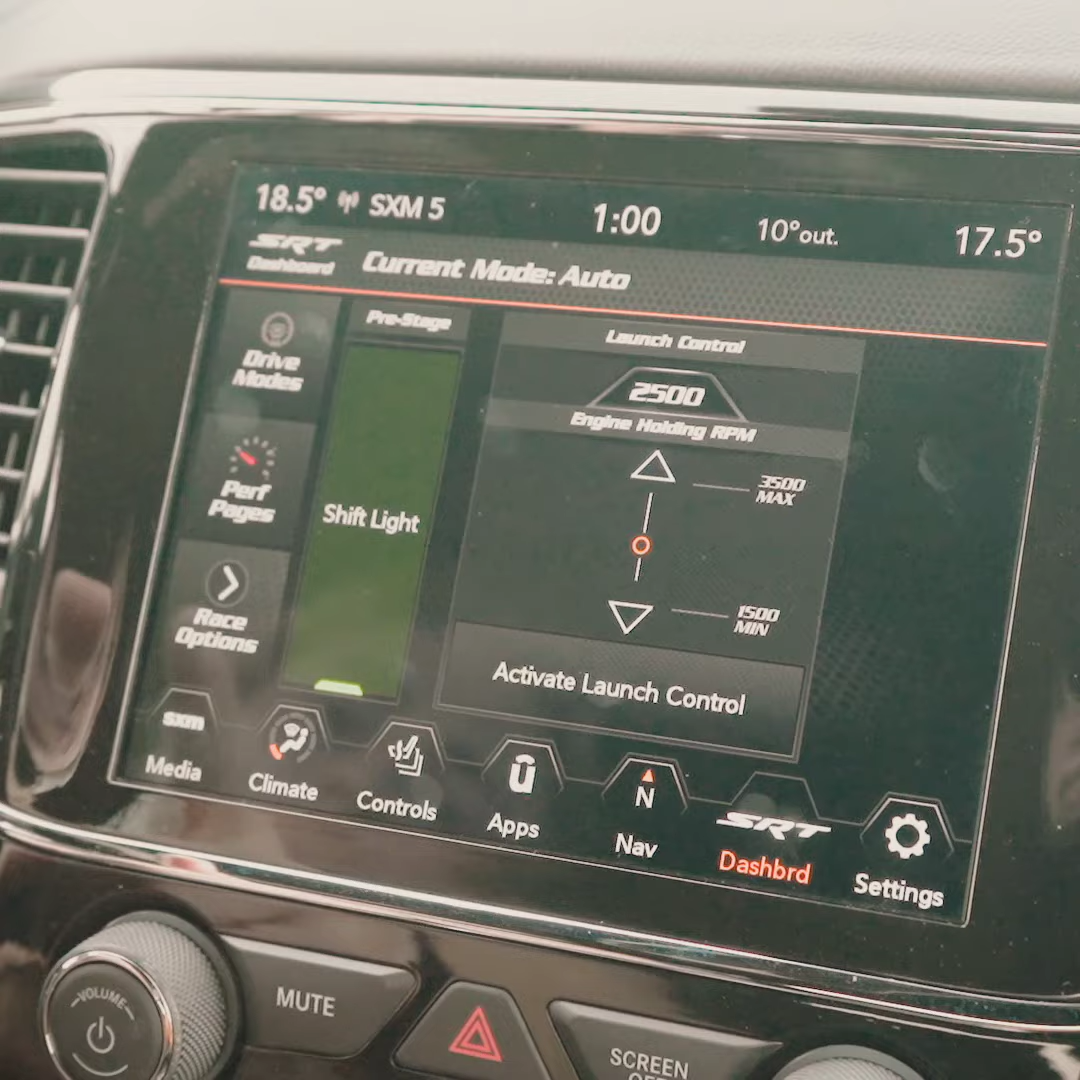 18.5° SXM 5 1:00 10°out. 17.5°
SRT
Dashboard
Current Mode: Auto
Drive
Modes
Perf
Pages
Race
Options
Pre-Stage
Shift Light
Launch Control
2500
Engine Holding RPM
3500
MAX
1500
MIN
Activate Launch Control
sxm
Media
Climate
Controls
Apps
N
Nav
SRT
Dashbrd
Settings
VOLUME
MUTE
SCREEN
OFF